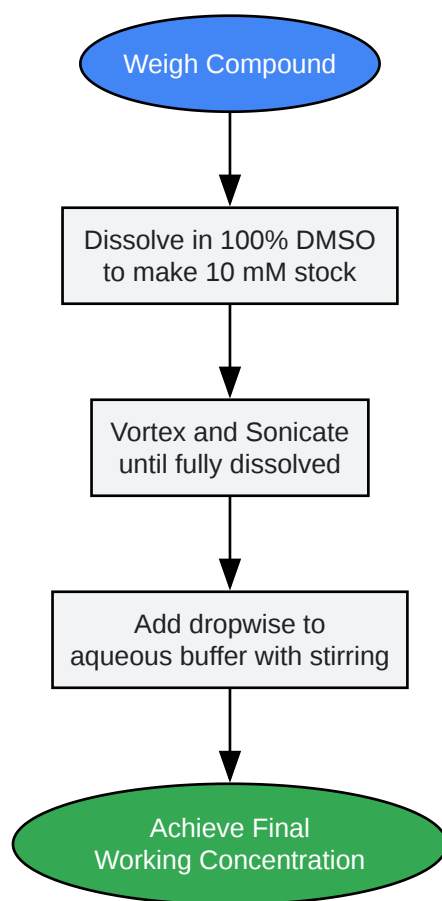 Weigh Compound
Dissolve in 100% DMSO
to make 10 mM stock
Vortex and Sonicate
until fully dissolved
Add dropwise to
aqueous buffer with stirring
Achieve Final
Working Concentration